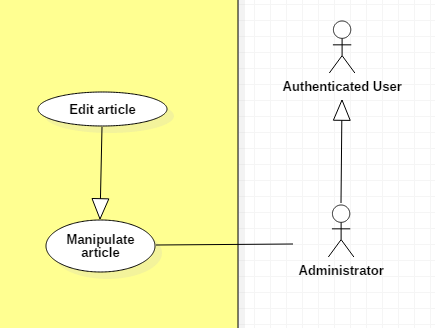 Authenticated User
Edit article
Manipulate
article
Administrator